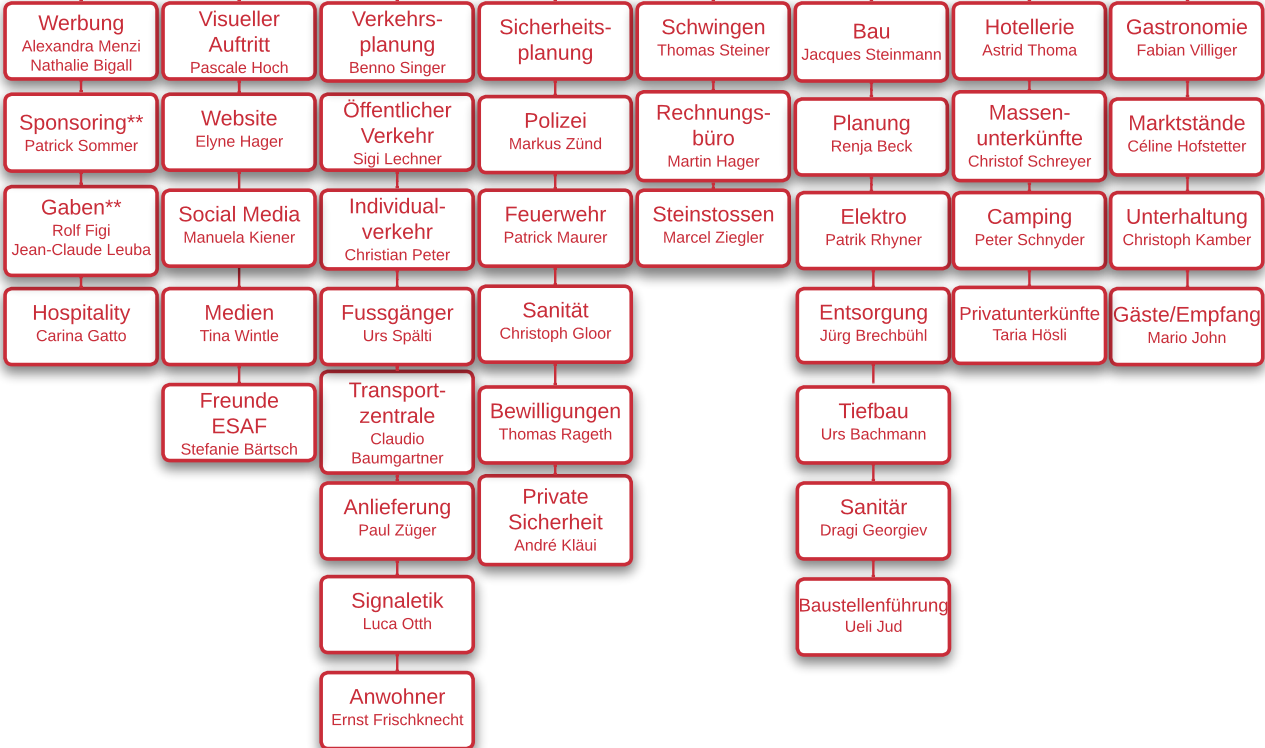 Werbung
Alexandra Menzi
Nathalie Bigall
Sponsoring**
Patrick Sommer
Gaben**
Rolf Figi
Jean-Claude Leuba
Hospitality
Carina Gatto
Visueller
Auftritt
Pascale Hoch
Website
Elyne Hager
Social Media
Manuela Kiener
Medien
Tina Wintle
Freunde
ESAF
Stefanie Bärtsch
Verkehrs-
planung
Benno Singer
Öffentlicher
Verkehr
Sigi Lechner
Individual-
verkehr
Christian Peter
Fussgänger
Urs Spälti
Transport-
zentrale
Claudio
Baumgartner
Anlieferung
Paul Züger
Signaletik
Luca Otth
Anwohner
Ernst Frischknecht
Sicherheits-
planung
Polizei
Markus Zünd
Feuerwehr
Patrick Maurer
Sanität
Christoph Gloor
Bewilligungen
Thomas Rageth
Private
Sicherheit
André Kläui
Schwingen
Thomas Steiner
Rechnungs-
büro
Martin Hager
Steinstossen
Marcel Ziegler
Bau
Jacques Steinmann
Planung
Renja Beck
Elektro
Patrik Rhyner
Entsorgung
Jürg Brechbühl
Tiefbau
Urs Bachmann
Sanitär
Dragi Georgiev
Baustellenführung
Ueli Jud
Hotellerie
Astrid Thoma
Massen-
unterkünfte
Christof Schreyer
Camping
Peter Schnyder
Privatunterkünfte
Taria Hösli
Gastronomie
Fabian Villiger
Marktstände
Céline Hofstetter
Unterhaltung
Christoph Kamber
Gäste/Empfang
Mario John